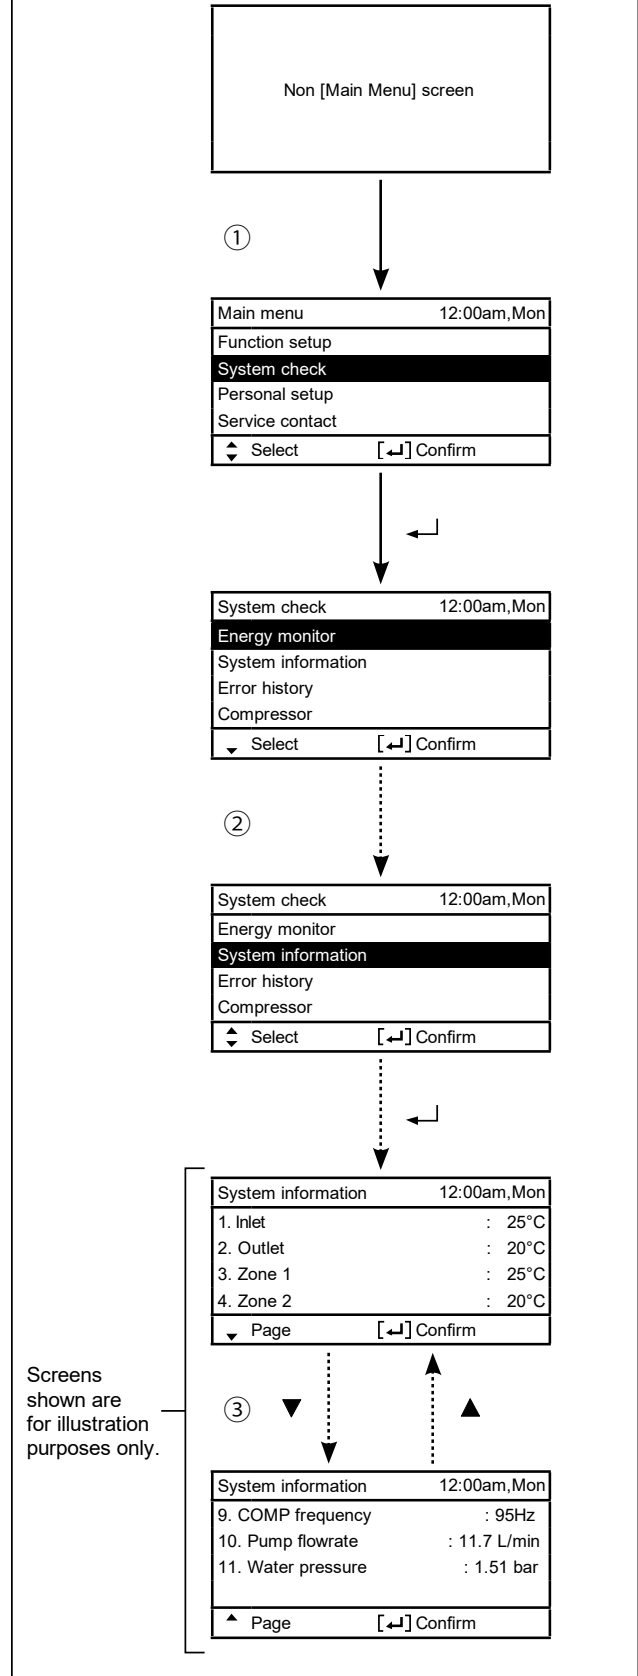 Non [Main Menu] screen
①
Main menu 12:00am,Mon
Function setup
System check
Personal setup
Service contact
Select [↵] Confirm
System check 12:00am,Mon
Energy monitor
System information
Error history
Compressor
Select [↵] Confirm
②
System check 12:00am,Mon
Energy monitor
System information
Error history
Compressor
Select [↵] Confirm
System information 12:00am,Mon
1. Inlet : 25°C
2. Outlet : 20°C
3. Zone 1 : 25°C
4. Zone 2 : 20°C
Page [↵] Confirm
Screens
shown are
for illustration
purposes only.
③ ▼ ▲
System information 12:00am,Mon
9. COMP frequency : 95Hz
10. Pump flowrate : 11.7 L/min
11. Water pressure : 1.51 bar
Page [↵] Confirm